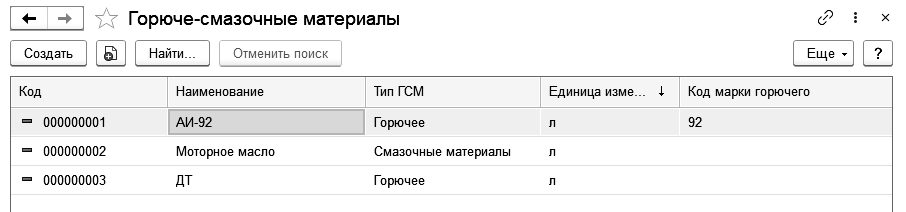 Горюче-смазочные материалы
Создать Найти... Отменить поиск Еще ?
Код Наименование Тип ГСМ Единица изме... ↓ Код марки горючего
000000001 АИ-92 Горючее л 92
000000002 Моторное масло Смазочные материалы л
000000003 ДТ Горючее л